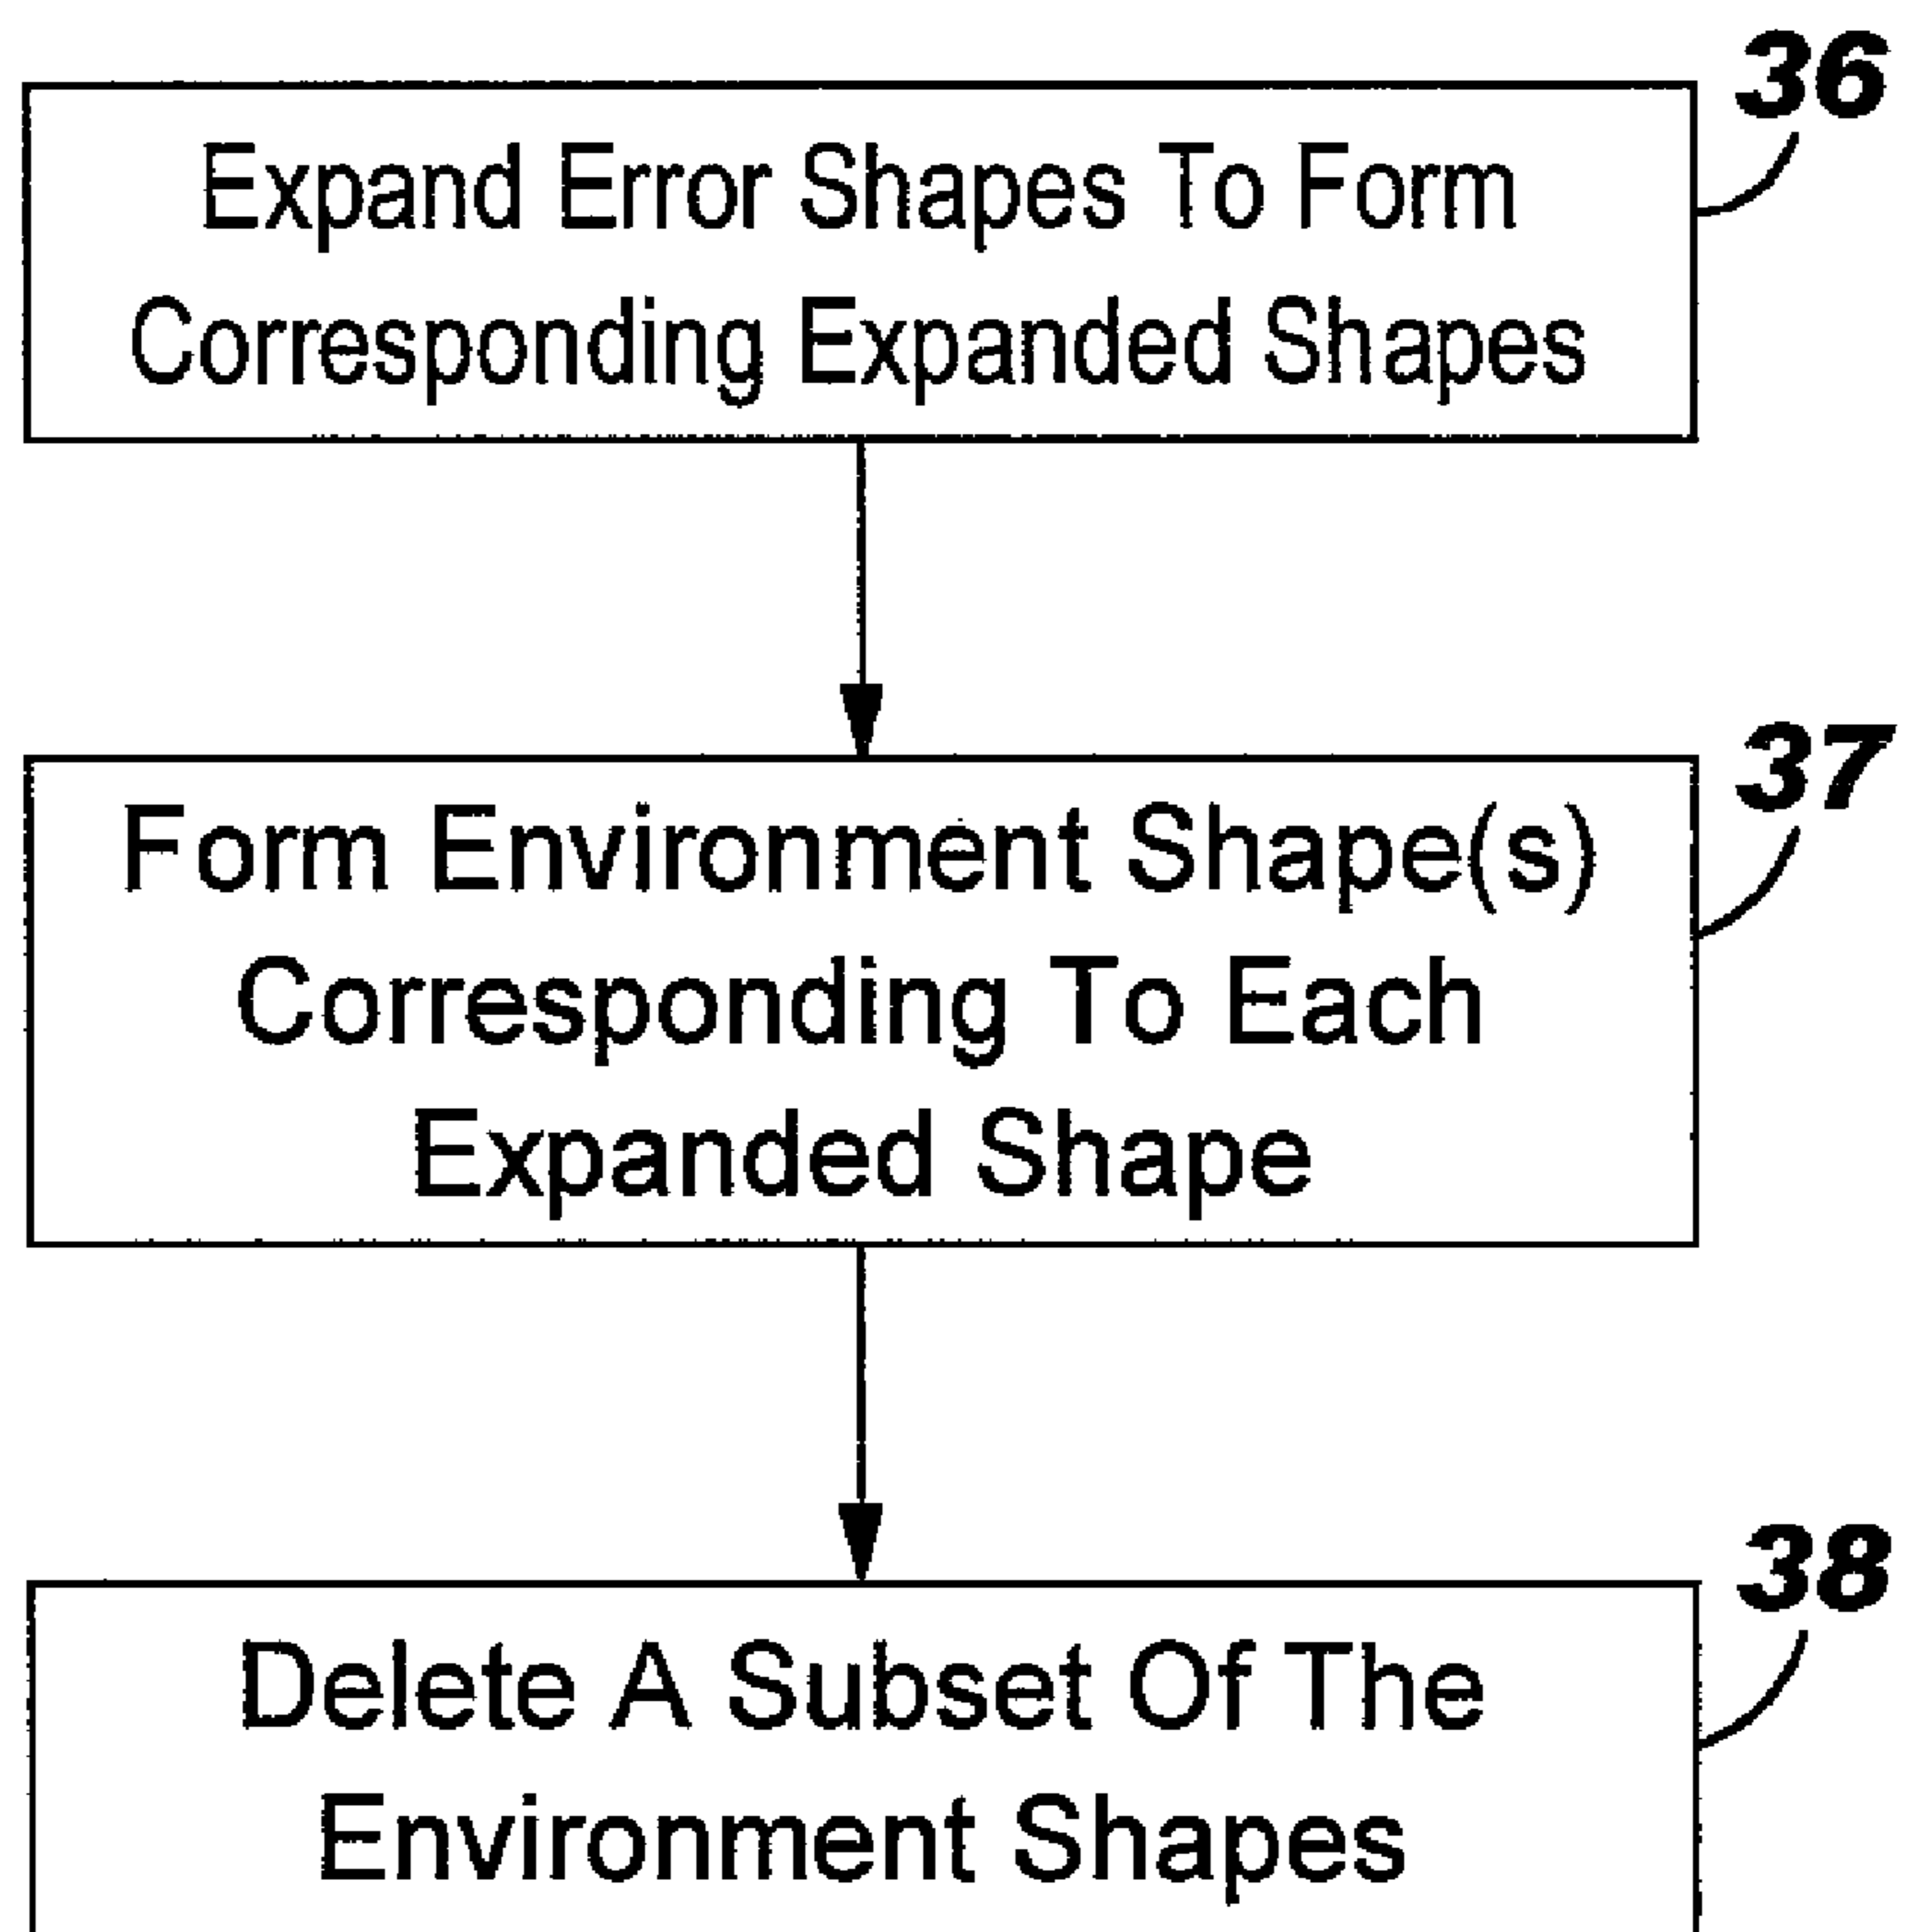 36
Expand Error Shapes To Form
Corresponding Expanded Shapes
37
Form Environment Shape(s)
Corresponding To Each
Expanded Shape
38
Delete A Subset Of The
Environment Shapes